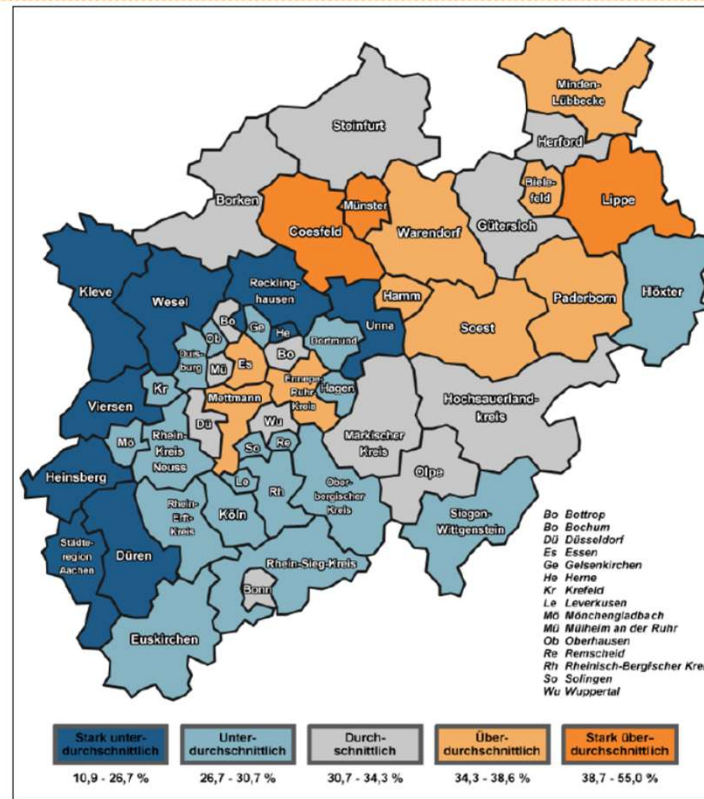 Minden-
Lübbecke
Steinfurt
Herford
Borken
Münster
Biele-
feld
Lippe
Coesfeld
Warendorf
Gütersloh
Kleve
Wesel
Reckling-
hausen
Hamm
Paderborn
Höxter
Bo
Ge
He
Unna
Soest
Ob
Dortmund
Duis-
burg
Es
Bo
Mü
Ennepe-
Ruhr-
Kreis
Hagen
Kr
Mettmann
Hochsauerland-
kreis
Viersen
Dü
Wu
Märkischer
Kreis
Mö
Rhein-
Kreis
Neuss
So
Re
Olpe
Heinsberg
Le
Rh
Ober-
bergischer
Kreis
Rhein-
Erft-
Kreis
Köln
Siegen-
Wittgenstein
Städte-
region
Aachen
Düren
Rhein-Sieg-Kreis
Bonn
Euskirchen
Bo Bottrop
Bo Bochum
Dü Düsseldorf
Es Essen
Ge Gelsenkirchen
He Herne
Kr Krefeld
Le Leverkusen
Mö Mönchengladbach
Mü Mülheim an der Ruhr
Ob Oberhausen
Re Remscheid
Rh Rheinisch-Bergischer Krei
So Solingen
Wu Wuppertal
Stark unter-
durchschnittlich
10,9 - 26,7 %
Unter-
durchschnittlich
26,7 - 30,7 %
Durch-
schnittlich
30,7 - 34,3 %
Über-
durchschnittlich
34,3 - 38,6 %
Stark über-
durchschnittlich
38,7 - 55,0 %